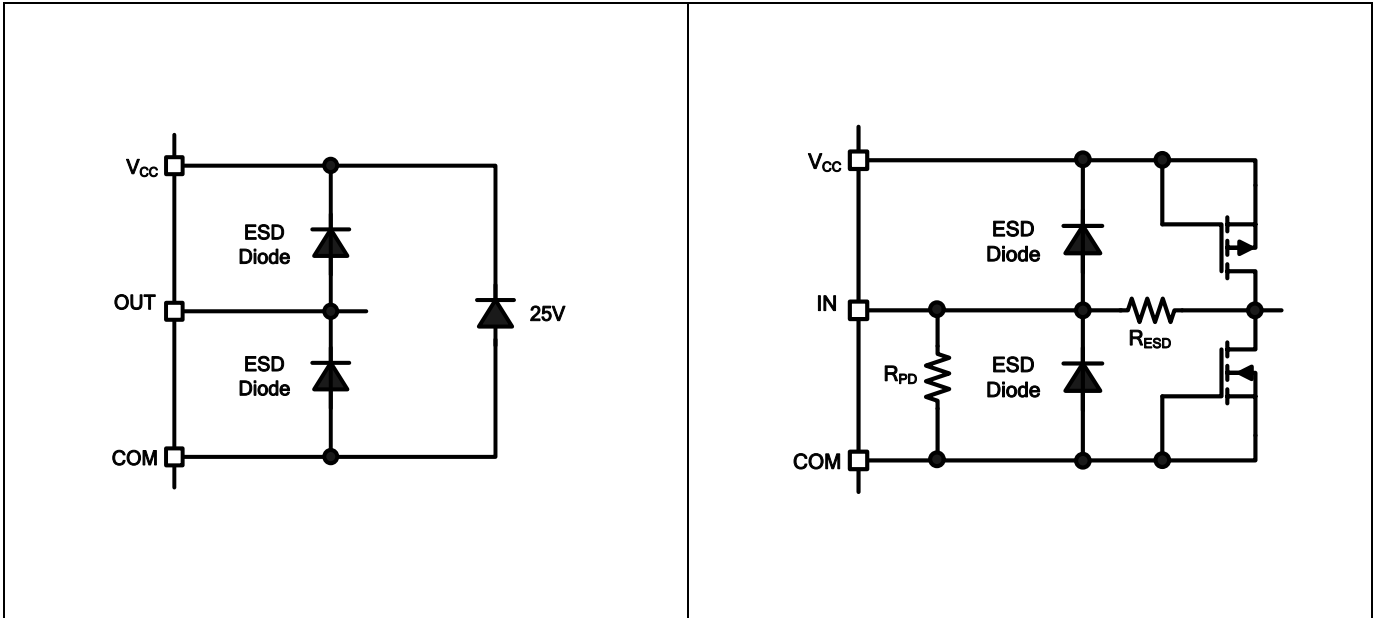 VCC
ESD
Diode
OUT
25V
ESD
Diode
COM
VCC
ESD
Diode
IN
RESD
RPD
ESD
Diode
COM